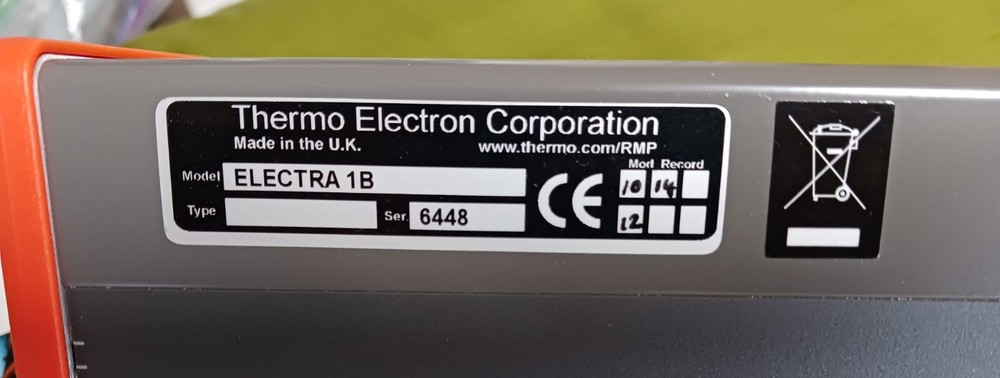 Thermo Electron Corporation
Made in the U.K. www.thermo.com/RMP
Mod Record
Model ELECTRA 1B
10 14
Type Ser. 6448
CE
12